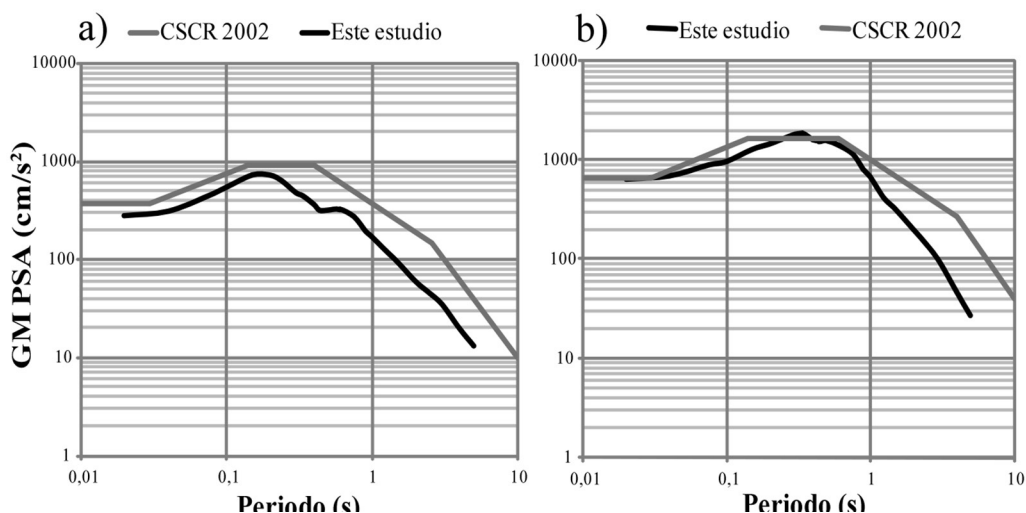 a) CSCR 2002 Este estudio
GM PSA (cm/s²)
10000
1000
100
10
1
0,01 0,1 1 10
Periodo (s)
b) Este estudio CSCR 2002
10000
1000
100
10
1
0,01 0,1 1 10
Periodo (s)